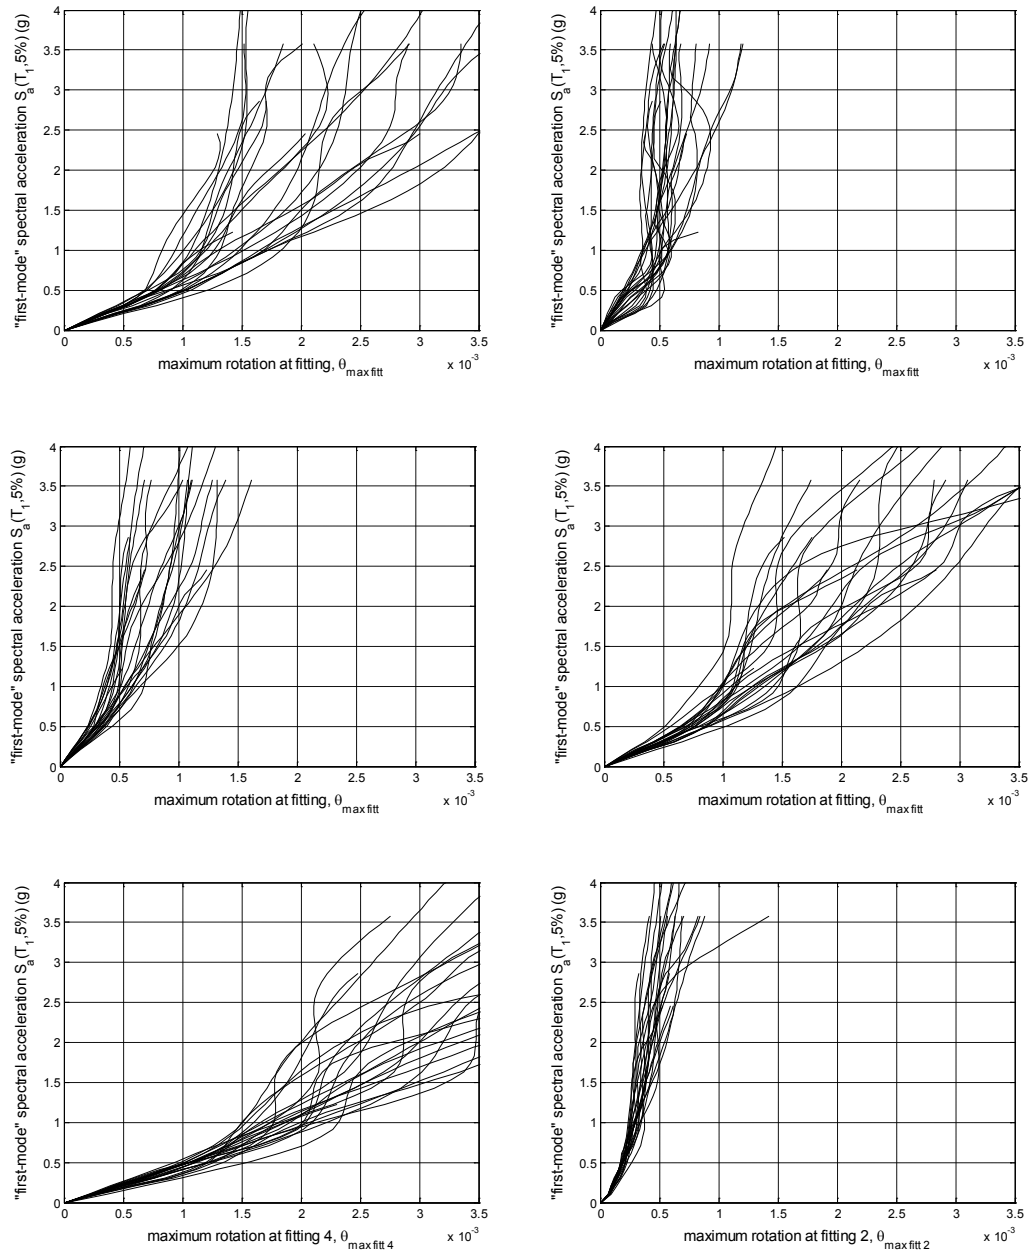 4
3.5
3
2.5
2
1.5
1
0.5
0
"first-mode" spectral acceleration S_a(T_1,5%) (g)
0 0.5 1 1.5 2 2.5 3 3.5
x 10^-3
maximum rotation at fitting, θ_max fitt
4
3.5
3
2.5
2
1.5
1
0.5
0
"first-mode" spectral acceleration S_a(T_1,5%) (g)
0 0.5 1 1.5 2 2.5 3 3.5
x 10^-3
maximum rotation at fitting, θ_max fitt
4
3.5
3
2.5
2
1.5
1
0.5
0
"first-mode" spectral acceleration S_a(T_1,5%) (g)
0 0.5 1 1.5 2 2.5 3 3.5
x 10^-3
maximum rotation at fitting, θ_max fitt
4
3.5
3
2.5
2
1.5
1
0.5
0
"first-mode" spectral acceleration S_a(T_1,5%) (g)
0 0.5 1 1.5 2 2.5 3 3.5
x 10^-3
maximum rotation at fitting, θ_max fitt
4
3.5
3
2.5
2
1.5
1
0.5
0
"first-mode" spectral acceleration S_a(T_1,5%) (g)
0 0.5 1 1.5 2 2.5 3 3.5
x 10^-3
maximum rotation at fitting 4, θ_max fitt 4
4
3.5
3
2.5
2
1.5
1
0.5
0
"first-mode" spectral acceleration S_a(T_1,5%) (g)
0 0.5 1 1.5 2 2.5 3 3.5
x 10^-3
maximum rotation at fitting 2, θ_max fitt 2